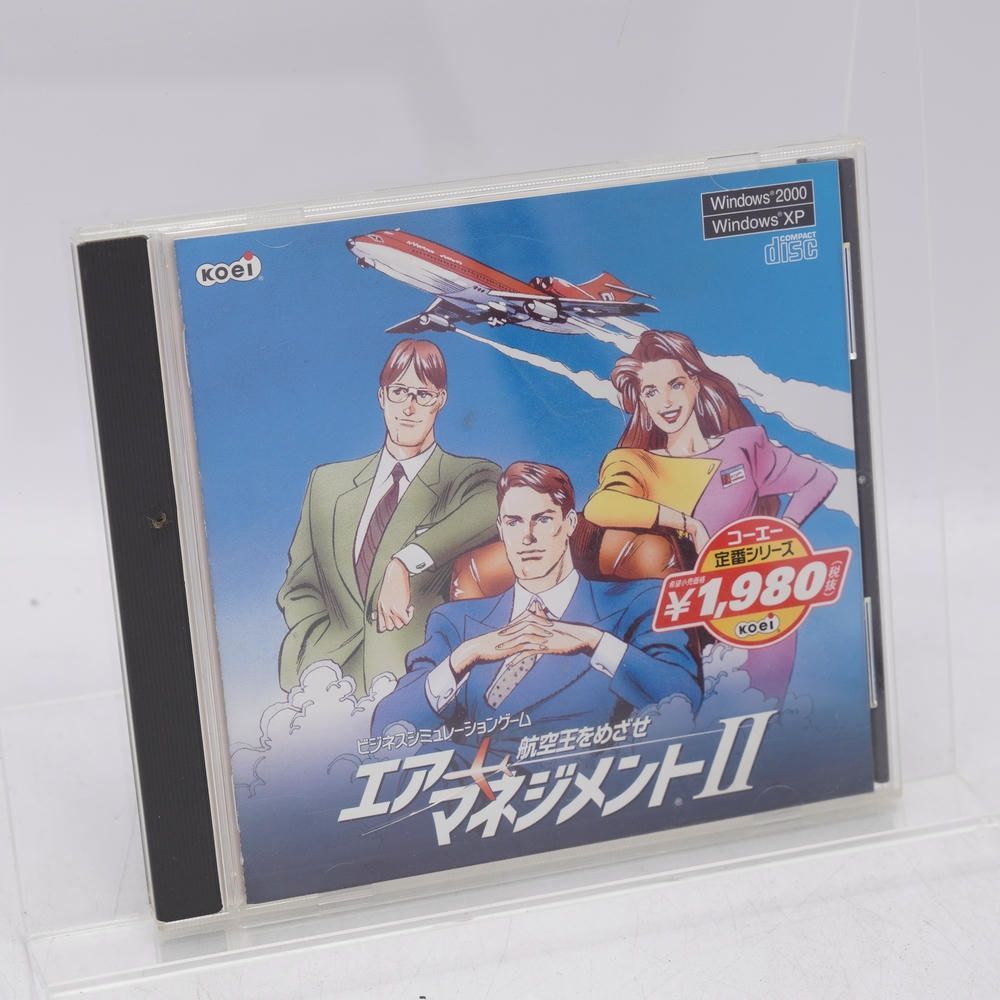 Windows®2000
Windows®XP
COMPACT
disc
Koei®
コーエー
定番シリーズ
希望小売価格
¥1,980(税抜)
Koei®
ビジネスシミュレーションゲーム
航空王をめざせ
エアーマネジメント®II